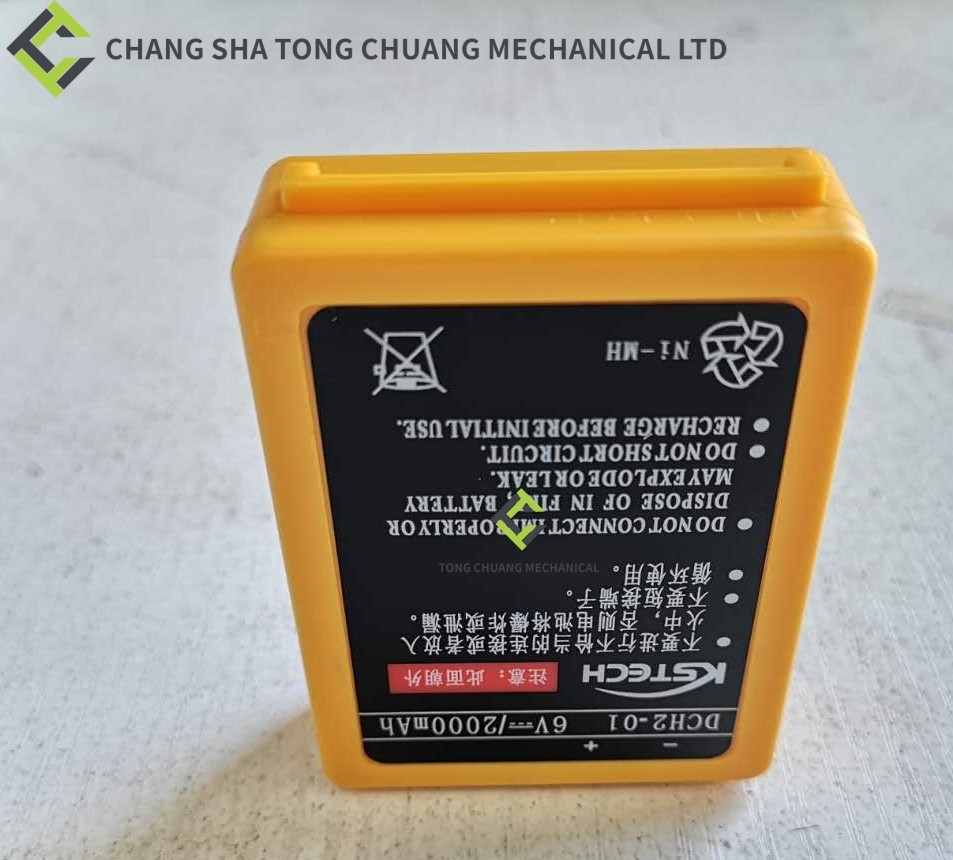 CHANG SHA TONG CHUANG MECHANICAL LTD
− +
DCH2-01 6V⎓/2000mAh
KSTECH 注意：此面朝外
● 不要进行不恰当的连接或者放入
火中，否则电池将爆炸或泄漏。
● 不要短接端子。
● 循环使用。
● DO NOT CONNECT IMPROPERLY OR
DISPOSE OF IN FIRE, BATTERY
MAY EXPLODE OR LEAK.
● DO NOT SHORT CIRCUIT.
● RECHARGE BEFORE INITIAL USE.
Ni-MH
TONG CHUANG MECHANICAL